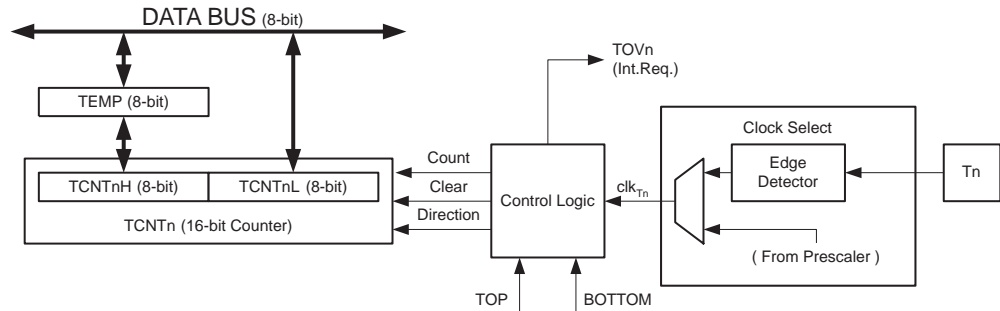 DATA BUS (8-bit)
TOVn
(Int.Req.)
TEMP (8-bit)
Clock Select
Count
Edge
Detector
Tn
TCNTnH (8-bit) TCNTnL (8-bit)
Clear
Control Logic
clkTn
TCNTn (16-bit Counter)
Direction
( From Prescaler )
TOP
BOTTOM